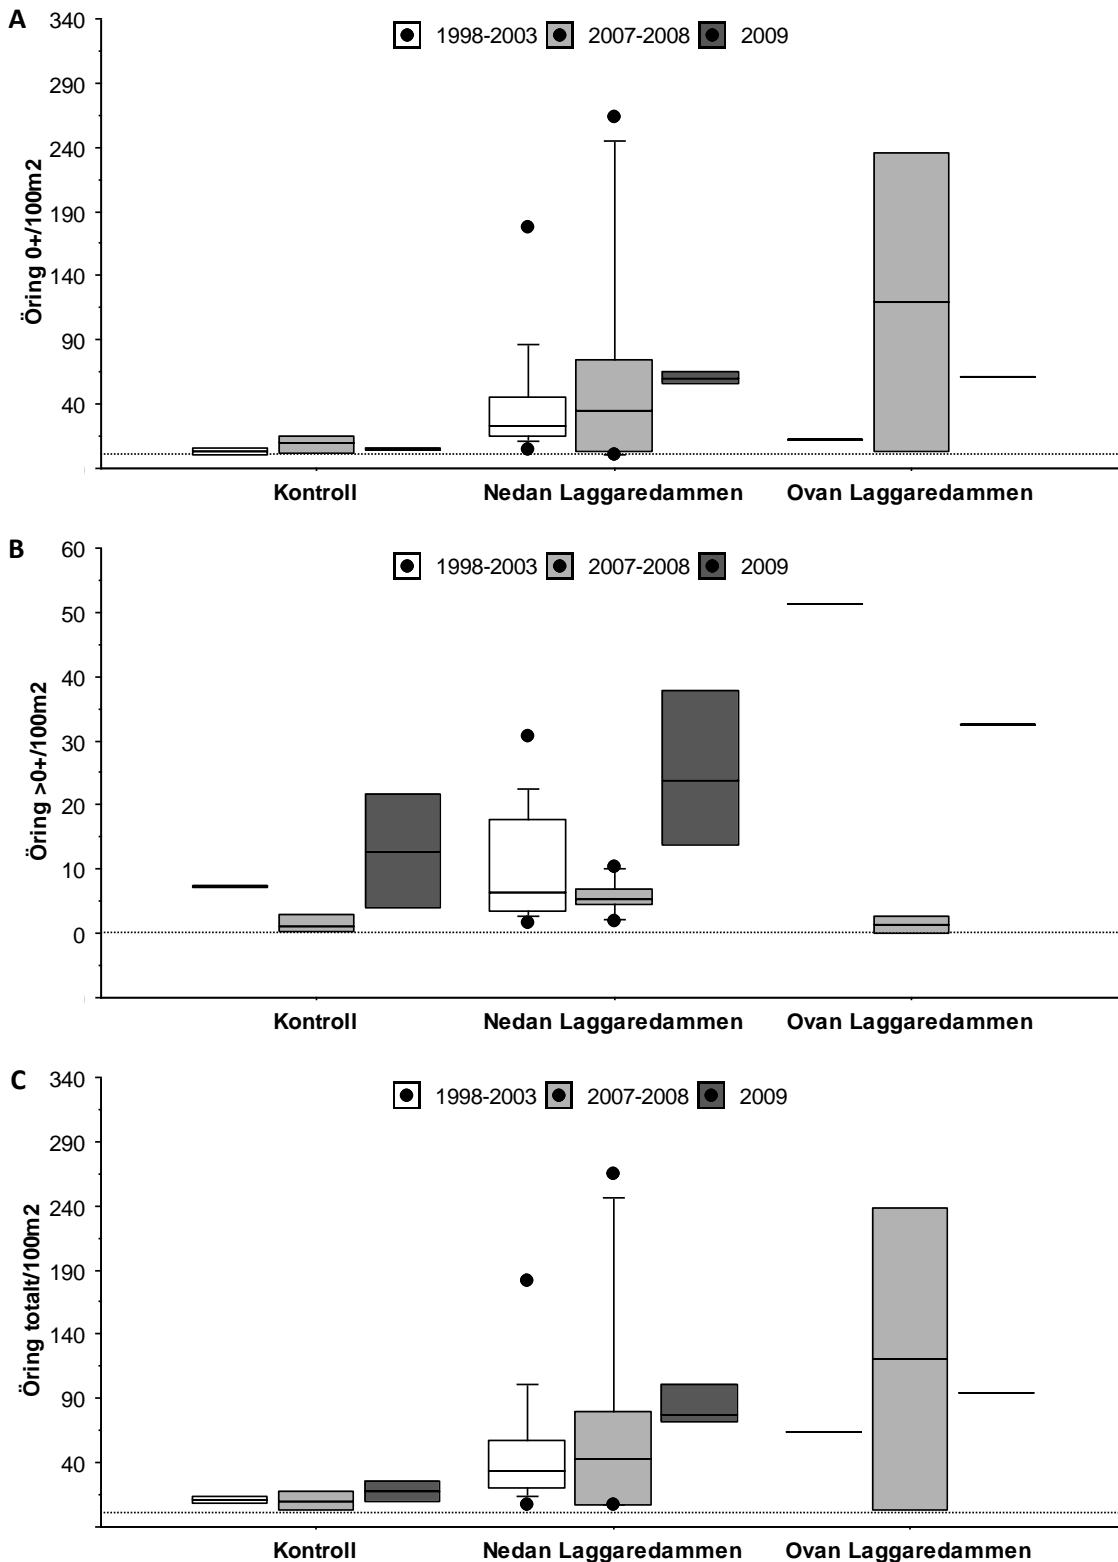 A
340
1998-2003 2007-2008 2009
290
240
190
140
90
40
Öring 0+/100m2
Kontroll Nedan Laggaredammen Ovan Laggaredammen
B
60
1998-2003 2007-2008 2009
50
40
30
20
10
0
Öring >0+/100m2
Kontroll Nedan Laggaredammen Ovan Laggaredammen
C
340
1998-2003 2007-2008 2009
290
240
190
140
90
40
Öring totalt/100m2
Kontroll Nedan Laggaredammen Ovan Laggaredammen